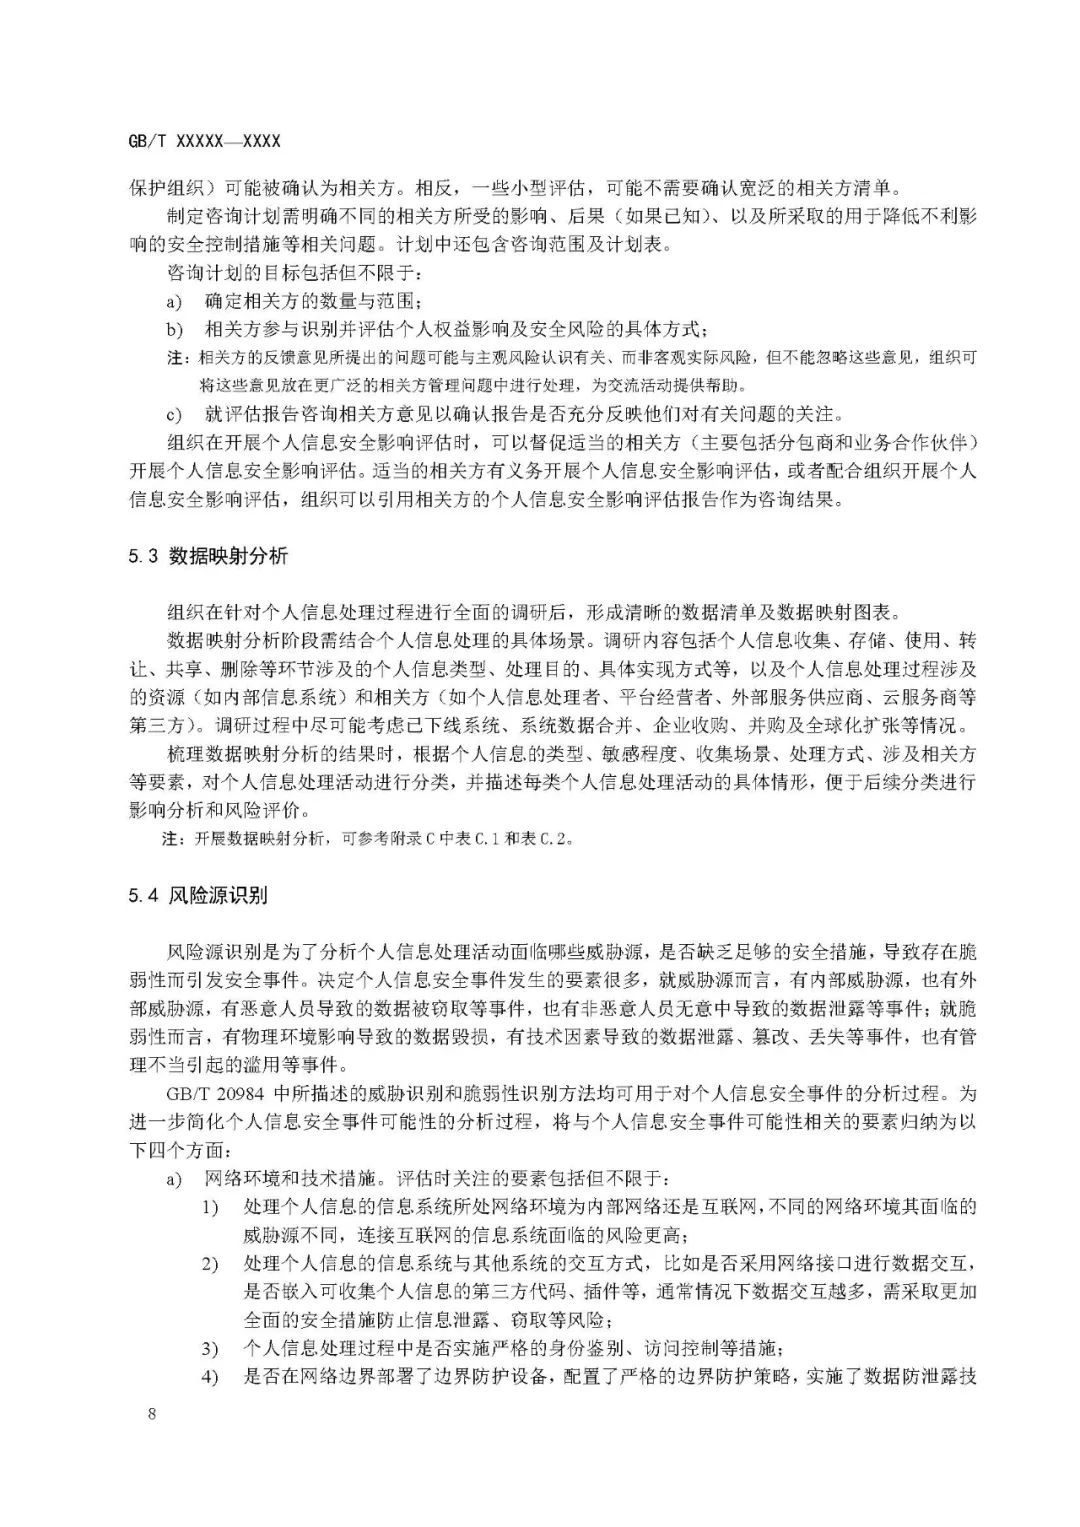 GB/T XXXXX—XXXX
保护组织）可能被确认为相关方。相反，一些小型评估，可能不需要确认宽泛的相关方清单。
制定咨询计划需明确不同的相关方所受的影响、后果（如果已知）、以及所采取的用于降低不利影
响的安全控制措施等相关问题。计划中还包含咨询范围及计划表。
咨询计划的目标包括但不限于：
a) 确定相关方的数量与范围；
b) 相关方参与识别并评估个人权益影响及安全风险的具体方式；
注：相关方的反馈意见所提出的问题可能与主观风险认识有关、而非客观实际风险，但不能忽略这些意见，组织可
将这些意见放在更广泛的相关方管理问题中进行处理，为交流活动提供帮助。
c) 就评估报告咨询相关方意见以确认报告是否充分反映他们对有关问题的关注。
组织在开展个人信息安全影响评估时，可以督促适当的相关方（主要包括分包商和业务合作伙伴）
开展个人信息安全影响评估。适当的相关方有义务开展个人信息安全影响评估，或者配合组织开展个人
信息安全影响评估，组织可以引用相关方的个人信息安全影响评估报告作为咨询结果。
5.3 数据映射分析
组织在针对个人信息处理过程进行全面的调研后，形成清晰的数据清单及数据映射图表。
数据映射分析阶段需结合个人信息处理的具体场景。调研内容包括个人信息收集、存储、使用、转
让、共享、删除等环节涉及的个人信息类型、处理目的、具体实现方式等，以及个人信息处理过程涉及
的资源（如内部信息系统）和相关方（如个人信息处理者、平台经营者、外部服务供应商、云服务商等
第三方）。调研过程中尽可能考虑已下线系统、系统数据合并、企业收购、并购及全球化扩张等情况。
梳理数据映射分析的结果时，根据个人信息的类型、敏感程度、收集场景、处理方式、涉及相关方
等要素，对个人信息处理活动进行分类，并描述每类个人信息处理活动的具体情形，便于后续分类进行
影响分析和风险评价。
注：开展数据映射分析，可参考附录 C 中表 C.1 和表 C.2。
5.4 风险源识别
风险源识别是为了分析个人信息处理活动面临哪些威胁源，是否缺乏足够的安全措施，导致存在脆
弱性而引发安全事件。决定个人信息安全事件发生的要素很多，就威胁源而言，有内部威胁源，也有外
部威胁源，有恶意人员导致的数据被窃取等事件，也有非恶意人员无意中导致的数据泄露等事件；就脆
弱性而言，有物理环境影响导致的数据毁损，有技术因素导致的数据泄露、篡改、丢失等事件，也有管
理不当引起的滥用等事件。
GB/T 20984 中所描述的威胁识别和脆弱性识别方法均可用于对个人信息安全事件的分析过程。为
进一步简化个人信息安全事件可能性的分析过程，将与个人信息安全事件可能性相关的要素归纳为以
下四个方面：
a) 网络环境和技术措施。评估时关注的要素包括但不限于：
1) 处理个人信息的信息系统所处网络环境为内部网络还是互联网，不同的网络环境其面临的
威胁源不同，连接互联网的信息系统面临的风险更高；
2) 处理个人信息的信息系统与其他系统的交互方式，比如是否采用网络接口进行数据交互，
是否嵌入可收集个人信息的第三方代码、插件等，通常情况下数据交互越多，需采取更加
全面的安全措施防止信息泄露、窃取等风险；
3) 个人信息处理过程中是否实施严格的身份鉴别、访问控制等措施；
4) 是否在网络边界部署了边界防护设备，配置了严格的边界防护策略，实施了数据防泄露技
8